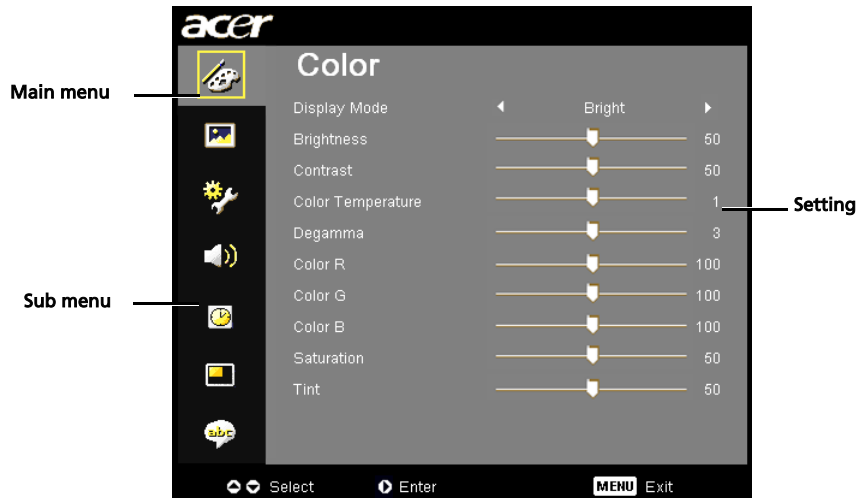 acer
Color
Main menu
Display Mode Bright
Brightness 50
Contrast 50
Color Temperature 1
Setting
Degamma 3
Color R 100
Sub menu
Color G 100
Color B 100
Saturation 50
Tint 50
abc
Select Enter MENU Exit